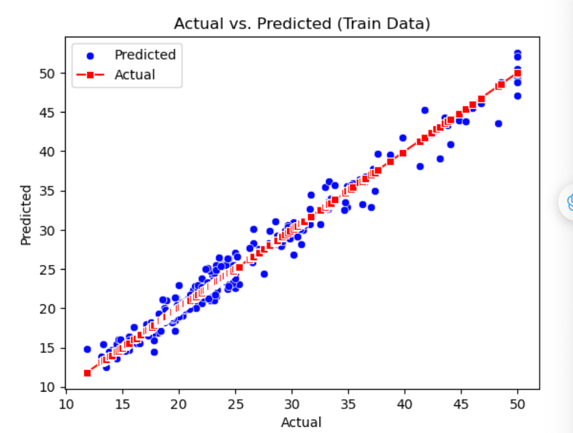 Actual vs. Predicted (Train Data)
Predicted
Actual
50
45
40
35
30
25
20
15
10
Predicted
10 15 20 25 30 35 40 45 50
Actual